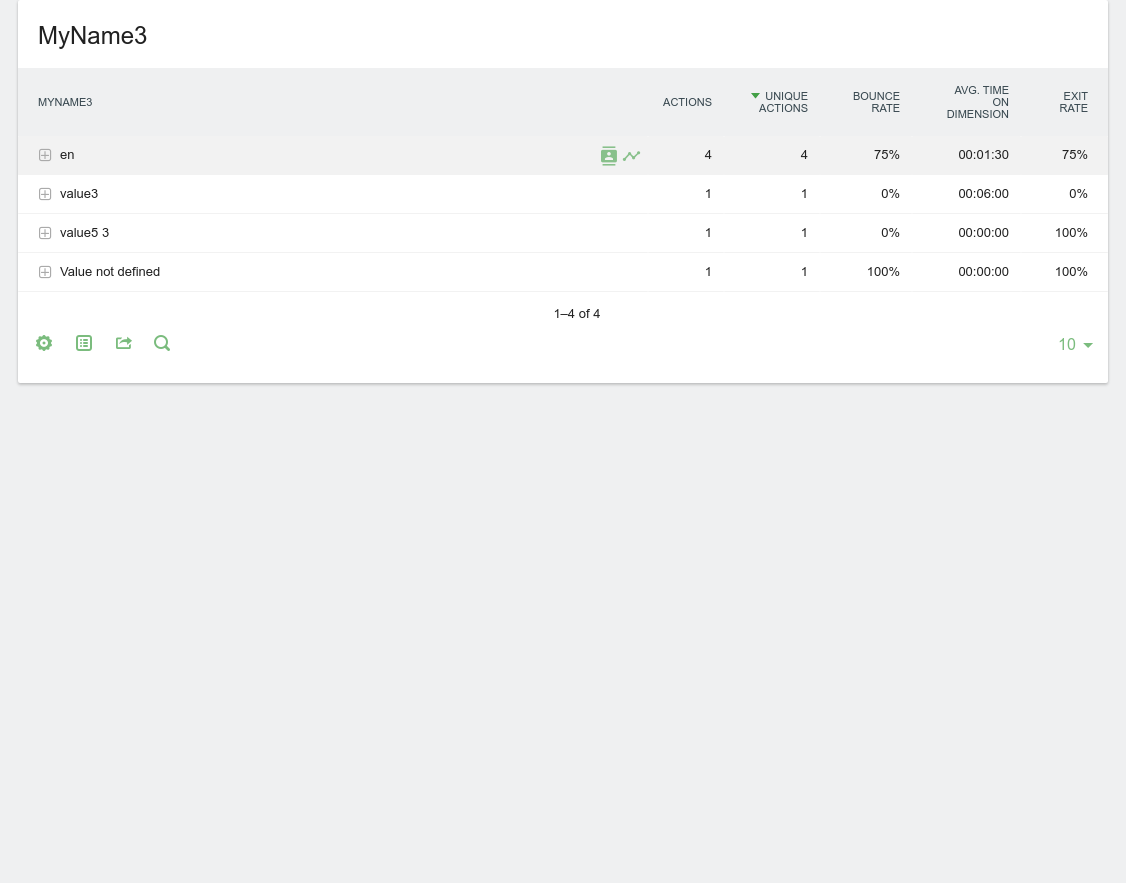 MyName3
MYNAME3 ACTIONS UNIQUE ACTIONS BOUNCE RATE AVG. TIME ON DIMENSION EXIT RATE
en 4 4 75% 00:01:30 75%
value3 1 1 0% 00:06:00 0%
value5 3 1 1 0% 00:00:00 100%
Value not defined 1 1 100% 00:00:00 100%
1–4 of 4
10